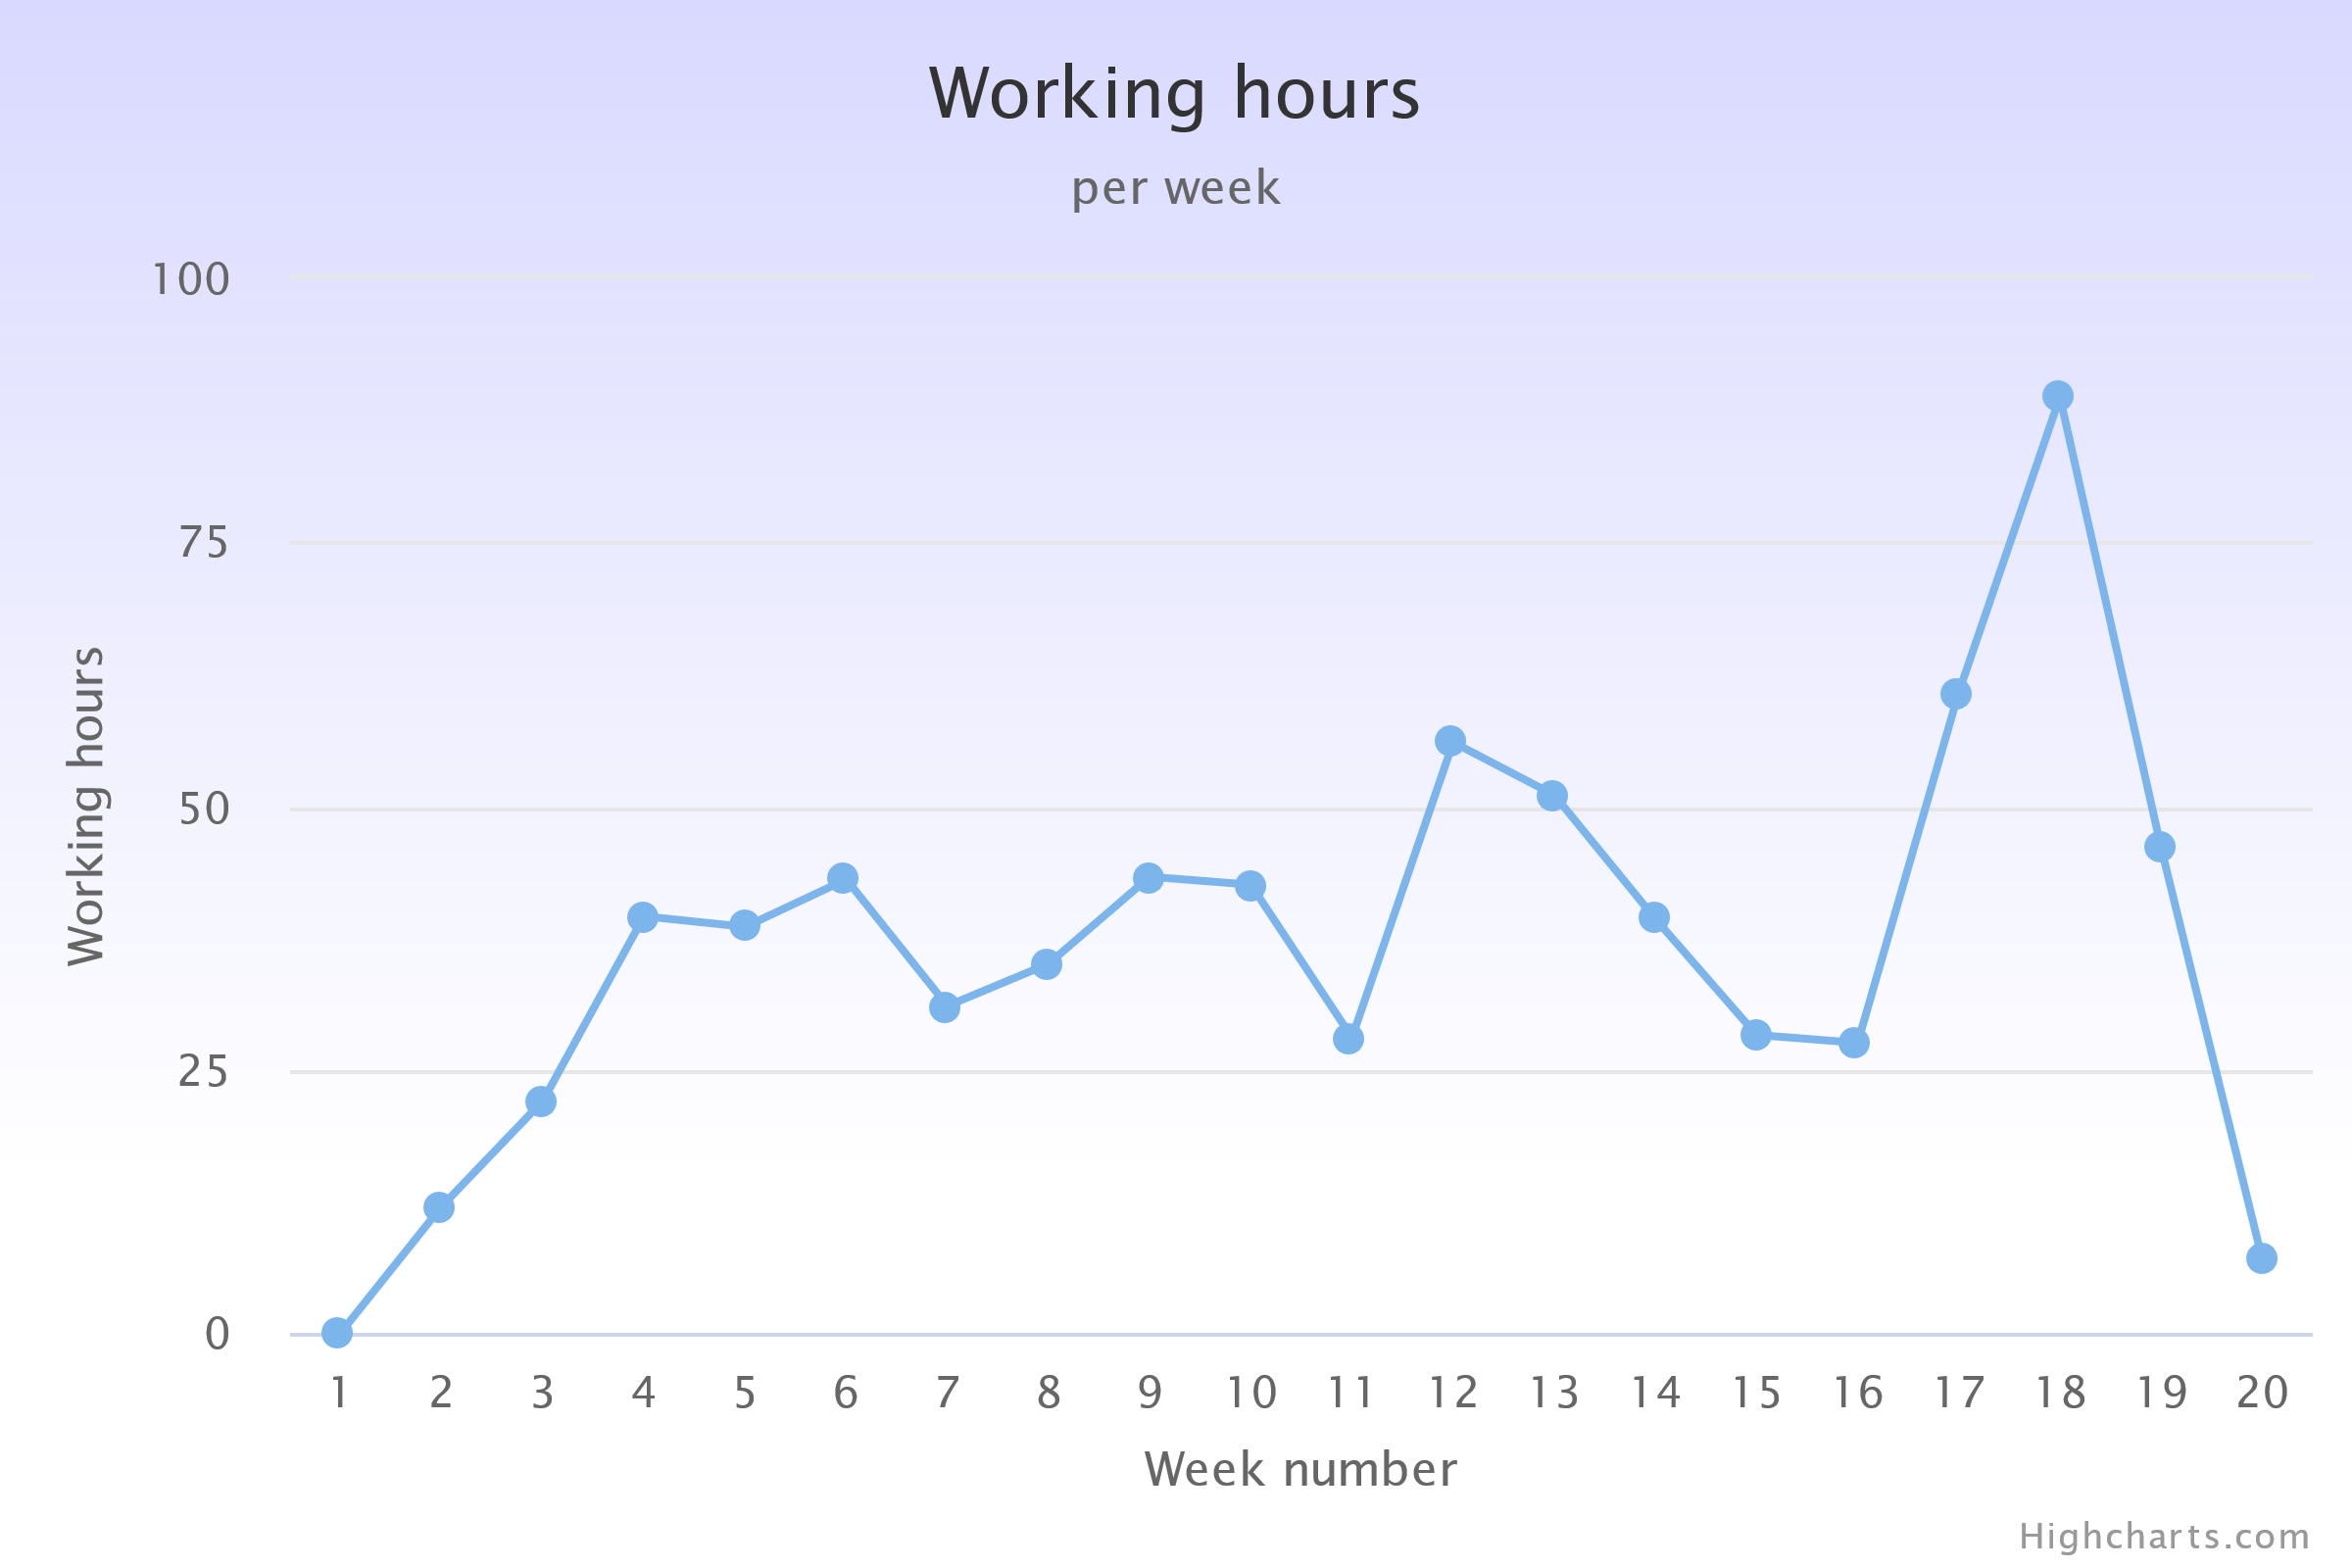 Working hours
per week
100
75
50
25
0
Working hours
1 2 3 4 5 6 7 8 9 10 11 12 13 14 15 16 17 18 19 20
Week number
Highcharts.com